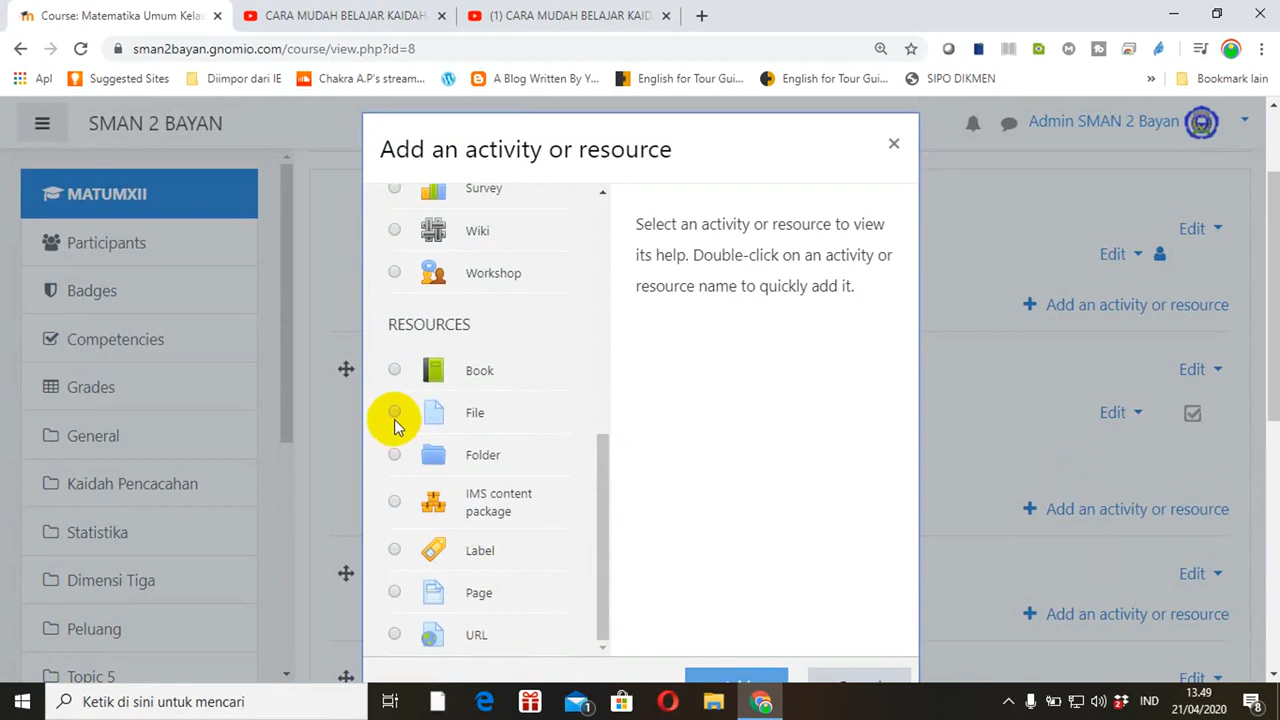 Course: Matematika Umum Kelas
CARA MUDAH BELAJAR KAIDAH
(1) CARA MUDAH BELAJAR KAID
sman2bayan.gnomio.com/course/view.php?id=8
Apl
Suggested Sites
Diimpor dari IE
Chakra A.P's stream...
A Blog Written By Y...
English for Tour Gui...
English for Tour Gui...
SIPO DIKMEN
»
Bookmark lain
SMAN 2 BAYAN
Admin SMAN 2 Bayan
Add an activity or resource
MATUMXII
Participants
Badges
Competencies
Grades
General
Kaidah Pencacahan
Statistika
Dimensi Tiga
Peluang
Topic 5
Survey
Wiki
Workshop
RESOURCES
Book
File
Folder
IMS content
package
Label
Page
URL
Select an activity or resource to view
its help. Double-click on an activity or
resource name to quickly add it.
Edit
Edit
Add an activity or resource
Edit
Edit
Add an activity or resource
Edit
Add an activity or resource
Edit
Ketik di sini untuk mencari
1
IND
13.49
21/04/2020
8